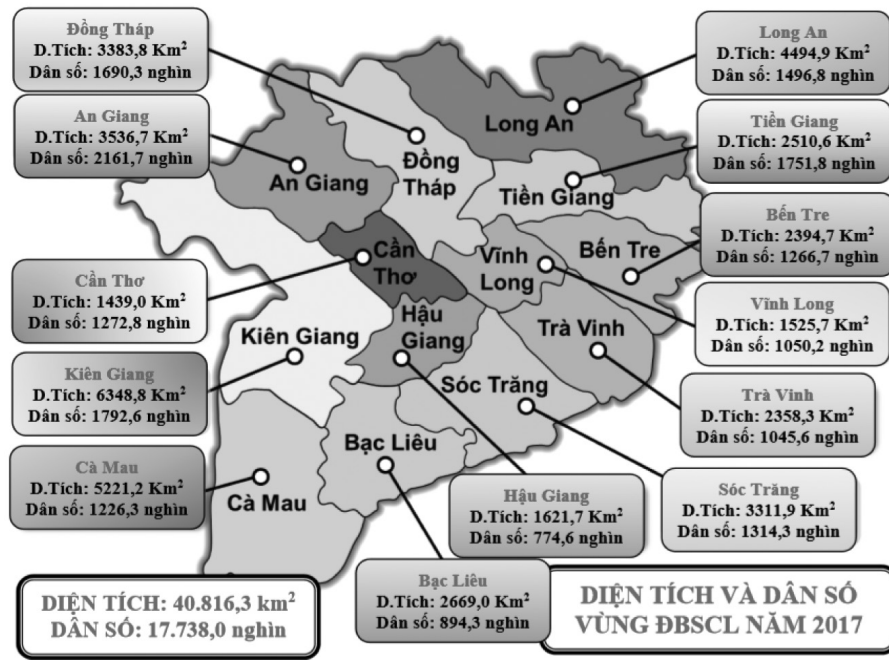 Đồng Tháp
D.Tích: 3383,8 Km²
Dân số: 1690,3 nghìn
An Giang
D.Tích: 3536,7 Km²
Dân số: 2161,7 nghìn
Cần Thơ
D.Tích: 1439,0 Km²
Dân số: 1272,8 nghìn
Kiên Giang
D.Tích: 6348,8 Km²
Dân số: 1792,6 nghìn
Cà Mau
D.Tích: 5221,2 Km²
Dân số: 1226,3 nghìn
Long An
D.Tích: 4494,9 Km²
Dân số: 1496,8 nghìn
Tiền Giang
D.Tích: 2510,6 Km²
Dân số: 1751,8 nghìn
Bến Tre
D.Tích: 2394,7 Km²
Dân số: 1266,7 nghìn
Vĩnh Long
D.Tích: 1525,7 Km²
Dân số: 1050,2 nghìn
Trà Vinh
D.Tích: 2358,3 Km²
Dân số: 1045,6 nghìn
Sóc Trăng
D.Tích: 3311,9 Km²
Dân số: 1314,3 nghìn
Hậu Giang
D.Tích: 1621,7 Km²
Dân số: 774,6 nghìn
Bạc Liêu
D.Tích: 2669,0 Km²
Dân số: 894,3 nghìn
Long An
Đồng
Tháp
An Giang
Tiền Giang
Cần
Thơ
Vĩnh
Long
Bến Tre
Hậu
Giang
Trà Vinh
Kiên Giang
Sóc Trăng
Bạc Liêu
Cà Mau
DIỆN TÍCH: 40.816,3 km²
DÂN SỐ: 17.738,0 nghìn
DIỆN TÍCH VÀ DÂN SỐ
VÙNG ĐBSCL NĂM 2017